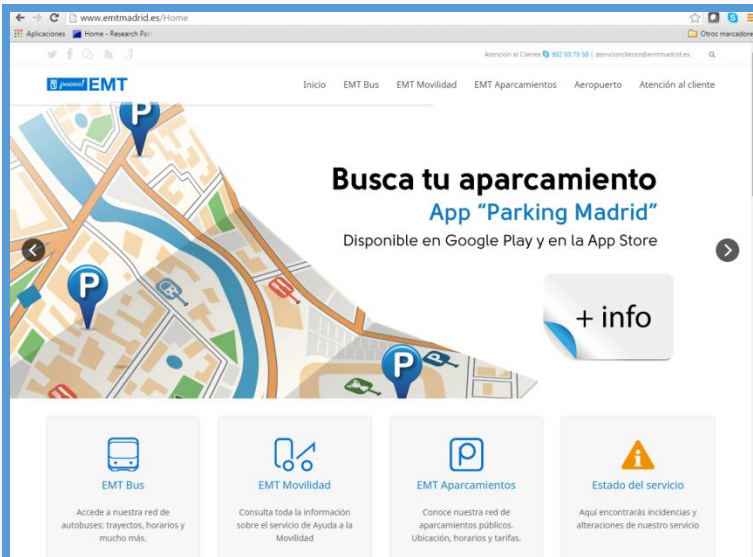 www.emtmadrid.es/Home
Aplicaciones Home - Research Par Otros marcadore
Atención al Cliente 902 50 78 50 | atencioncliente@emtmadrid.es
¡MADRID! EMT Inicio EMT Bus EMT Movilidad EMT Aparcamientos Aeropuerto Atención al cliente
P
Busca tu aparcamiento
App "Parking Madrid"
Disponible en Google Play y en la App Store
P
+ info
P
P
EMT Bus
Accede a nuestra red de
autobuses: trayectos, horarios y
mucho más.
EMT Movilidad
Consulta toda la información
sobre el servicio de Ayuda a la
Movilidad
P
EMT Aparcamientos
Conoce nuestra red de
aparcamientos públicos.
Ubicación, horarios y tarifas.
i
Estado del servicio
Aquí encontrarás incidencias y
alteraciones de nuestro servicio